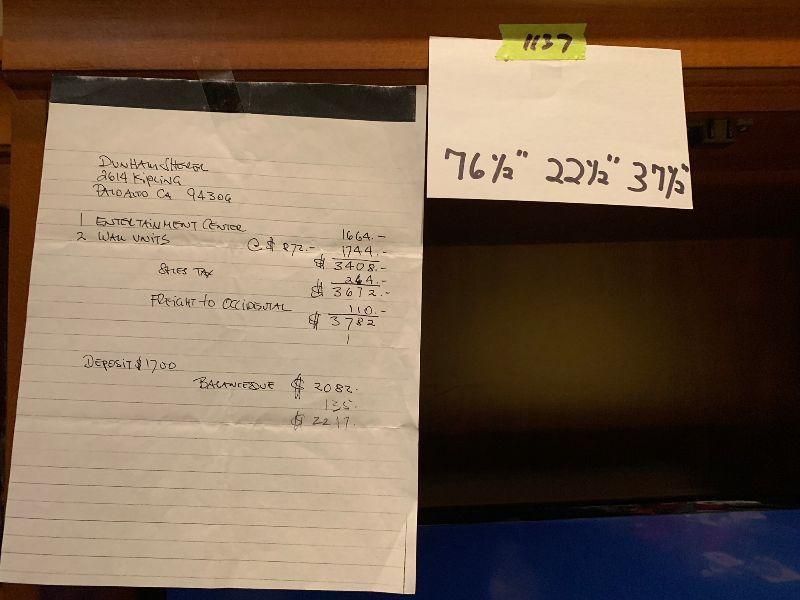 DUNHAM SHERER
2614 KIPLING
PALO ALTO CA 94306
1 ENTERTAINMENT CENTER 1664.-
2 WALL UNITS @ $ 872.- 1744.-
$ 3408.-
SALES TAX 264.-
$ 3672.-
FREIGHT TO OCCIDENTAL 110.-
$ 3782
DEPOSIT $ 1700
BALANCE DUE $ 2082.
135.
$ 2217.
1137
76½" 22½" 37½"